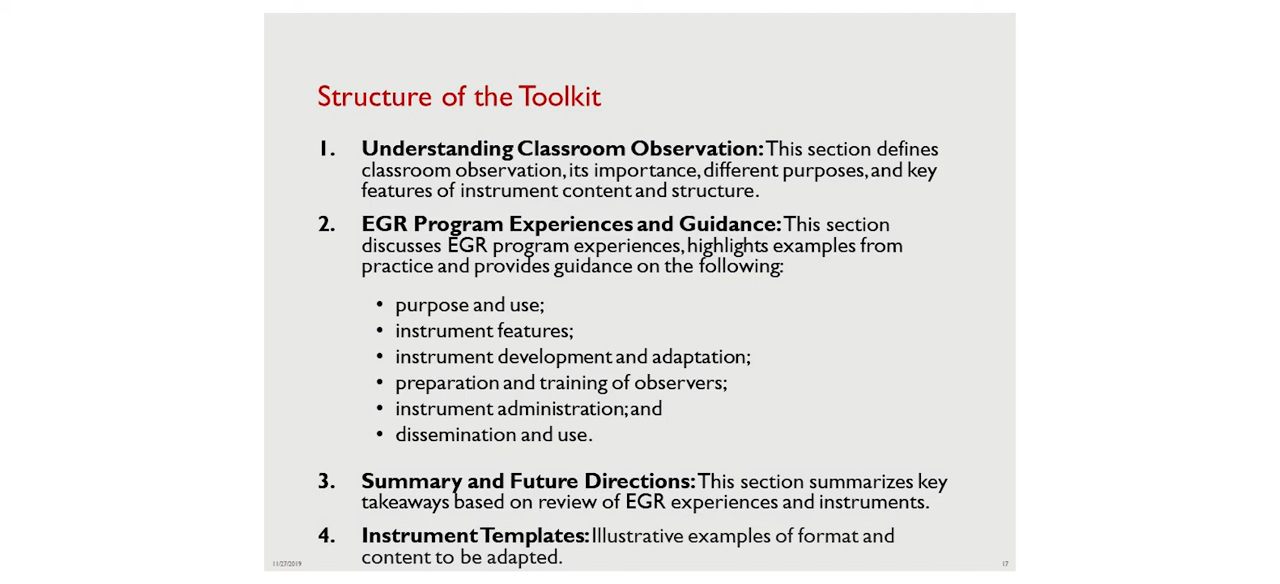 Structure of the Toolkit
1. Understanding Classroom Observation: This section defines
classroom observation, its importance, different purposes, and key
features of instrument content and structure.
2. EGR Program Experiences and Guidance: This section
discusses EGR program experiences, highlights examples from
practice and provides guidance on the following:
• purpose and use;
• instrument features;
• instrument development and adaptation;
• preparation and training of observers;
• instrument administration; and
• dissemination and use.
3. Summary and Future Directions: This section summarizes key
takeaways based on review of EGR experiences and instruments.
4. Instrument Templates: Illustrative examples of format and
content to be adapted.
11/27/2019
17